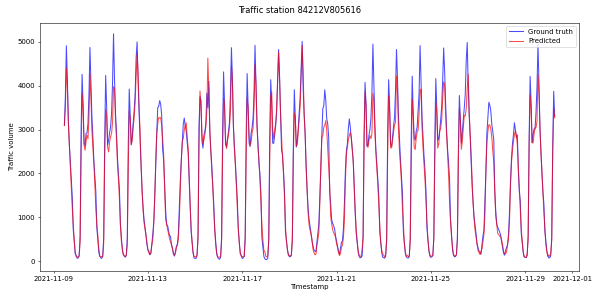 Traffic station 84212V805616
Ground truth
Predicted
5000
4000
3000
2000
1000
0
Traffic volume
2021-11-09
2021-11-13
2021-11-17
2021-11-21
2021-11-25
2021-11-29
2021-12-01
Timestamp